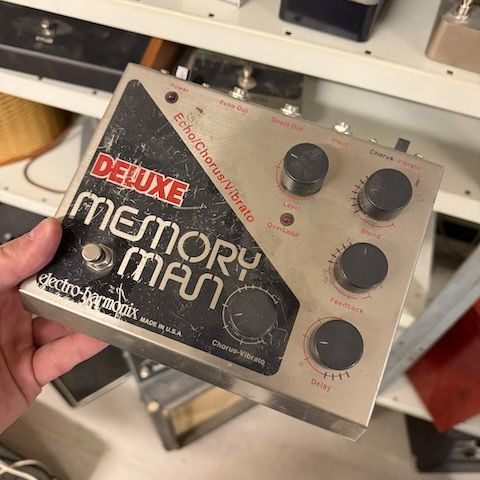 Power
Echo Out
Direct Out
Input
Chorus-Vibrato
Echo/Chorus/Vibrato
Level
Blend
OverLoad
DELUXE
MEMORY
MAN
Feedback
electro-harmonix
MADE IN U.S.A.
Chorus-Vibrato
Delay